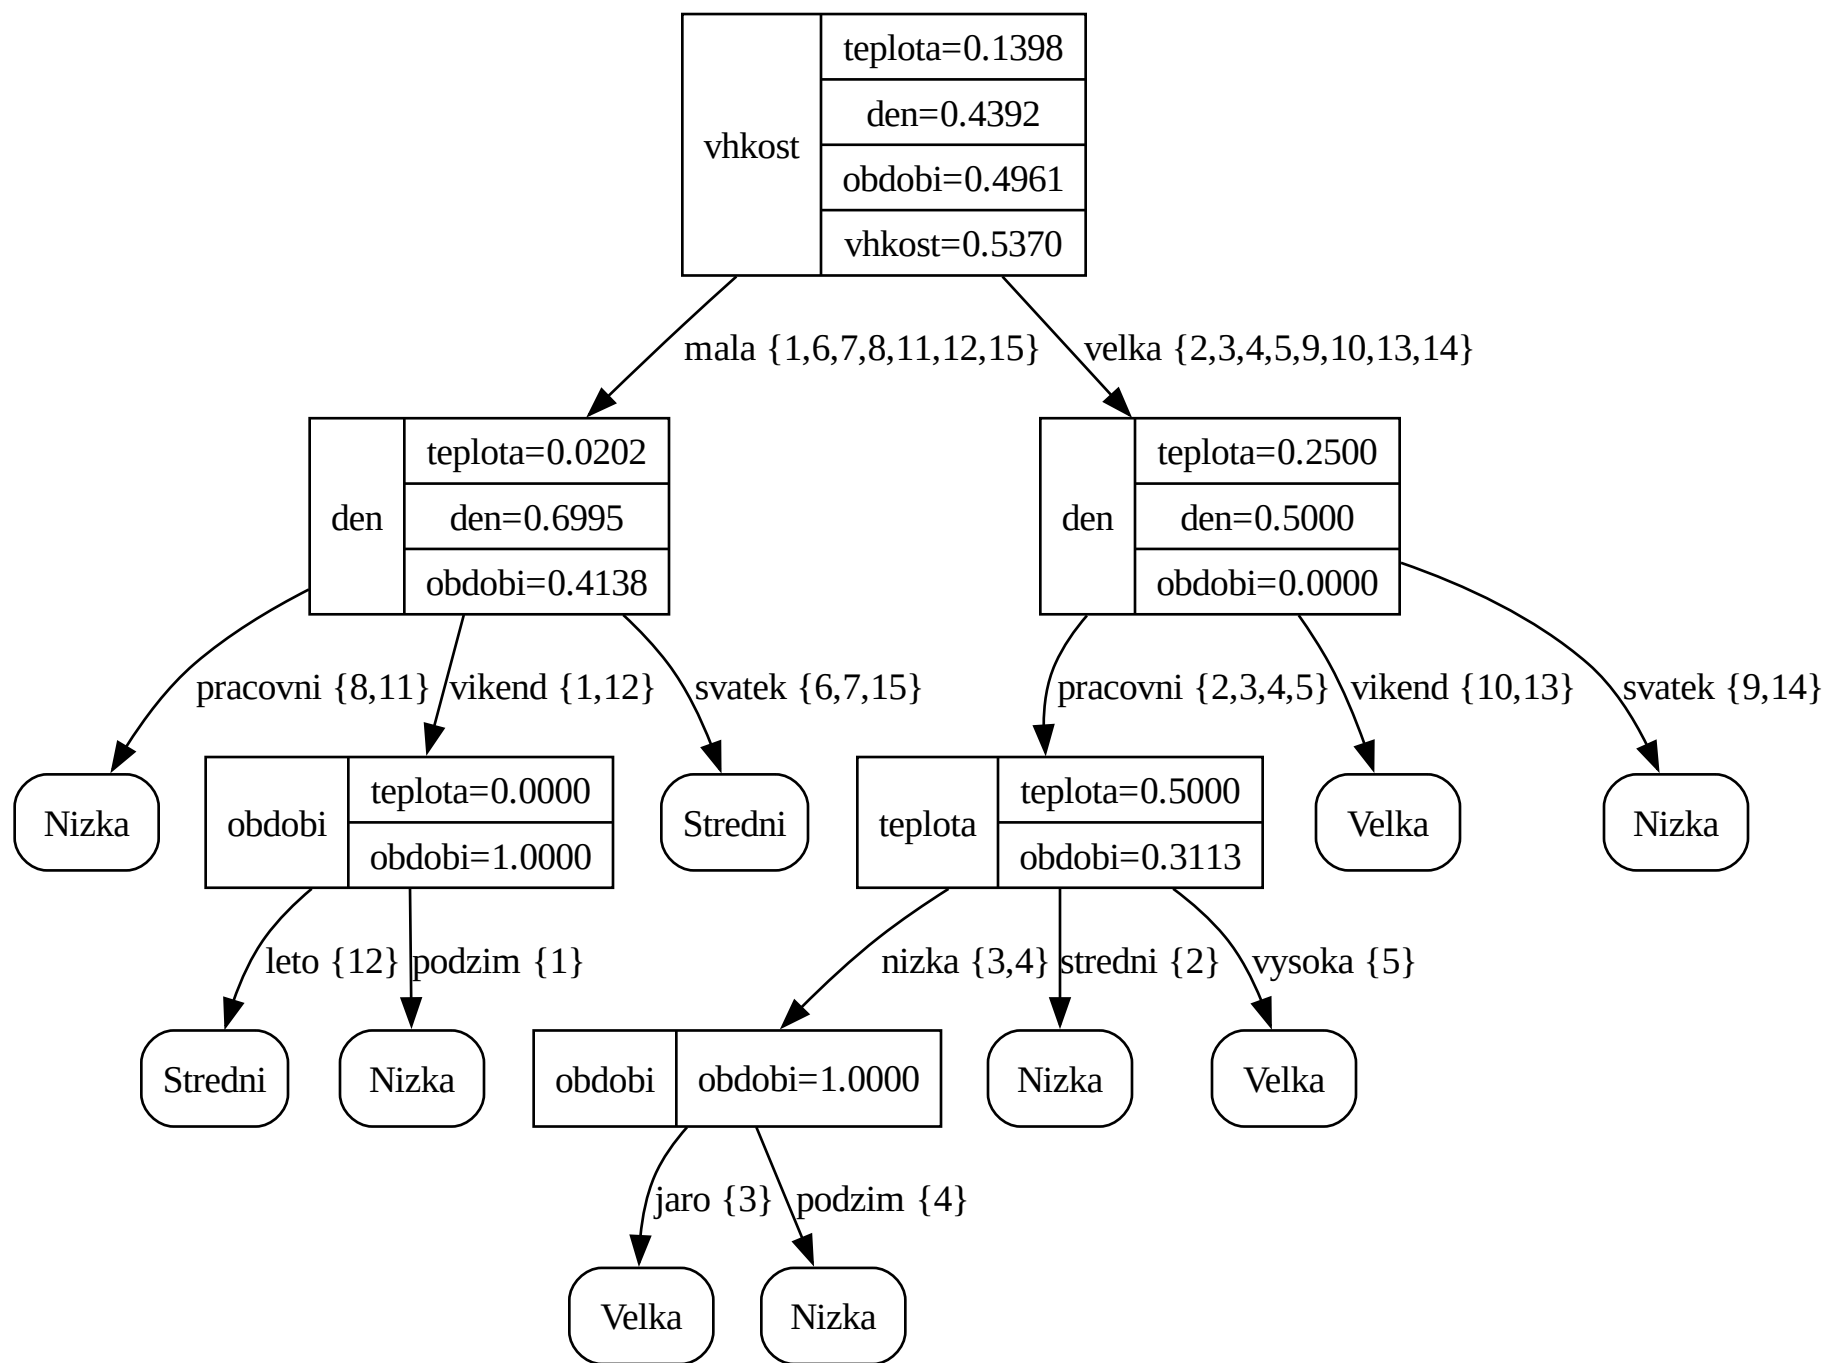 vhkost
teplota=0.1398
den=0.4392
obdobi=0.4961
vhkost=0.5370
mala {1,6,7,8,11,12,15}
velka {2,3,4,5,9,10,13,14}
den
teplota=0.0202
den=0.6995
obdobi=0.4138
den
teplota=0.2500
den=0.5000
obdobi=0.0000
pracovni {8,11}
vikend {1,12}
svatek {6,7,15}
pracovni {2,3,4,5}
vikend {10,13}
svatek {9,14}
Nizka
obdobi
teplota=0.0000
obdobi=1.0000
Stredni
teplota
teplota=0.5000
obdobi=0.3113
Velka
Nizka
leto {12}
podzim {1}
nizka {3,4}
stredni {2}
vysoka {5}
Stredni
Nizka
obdobi
obdobi=1.0000
Nizka
Velka
jaro {3}
podzim {4}
Velka
Nizka